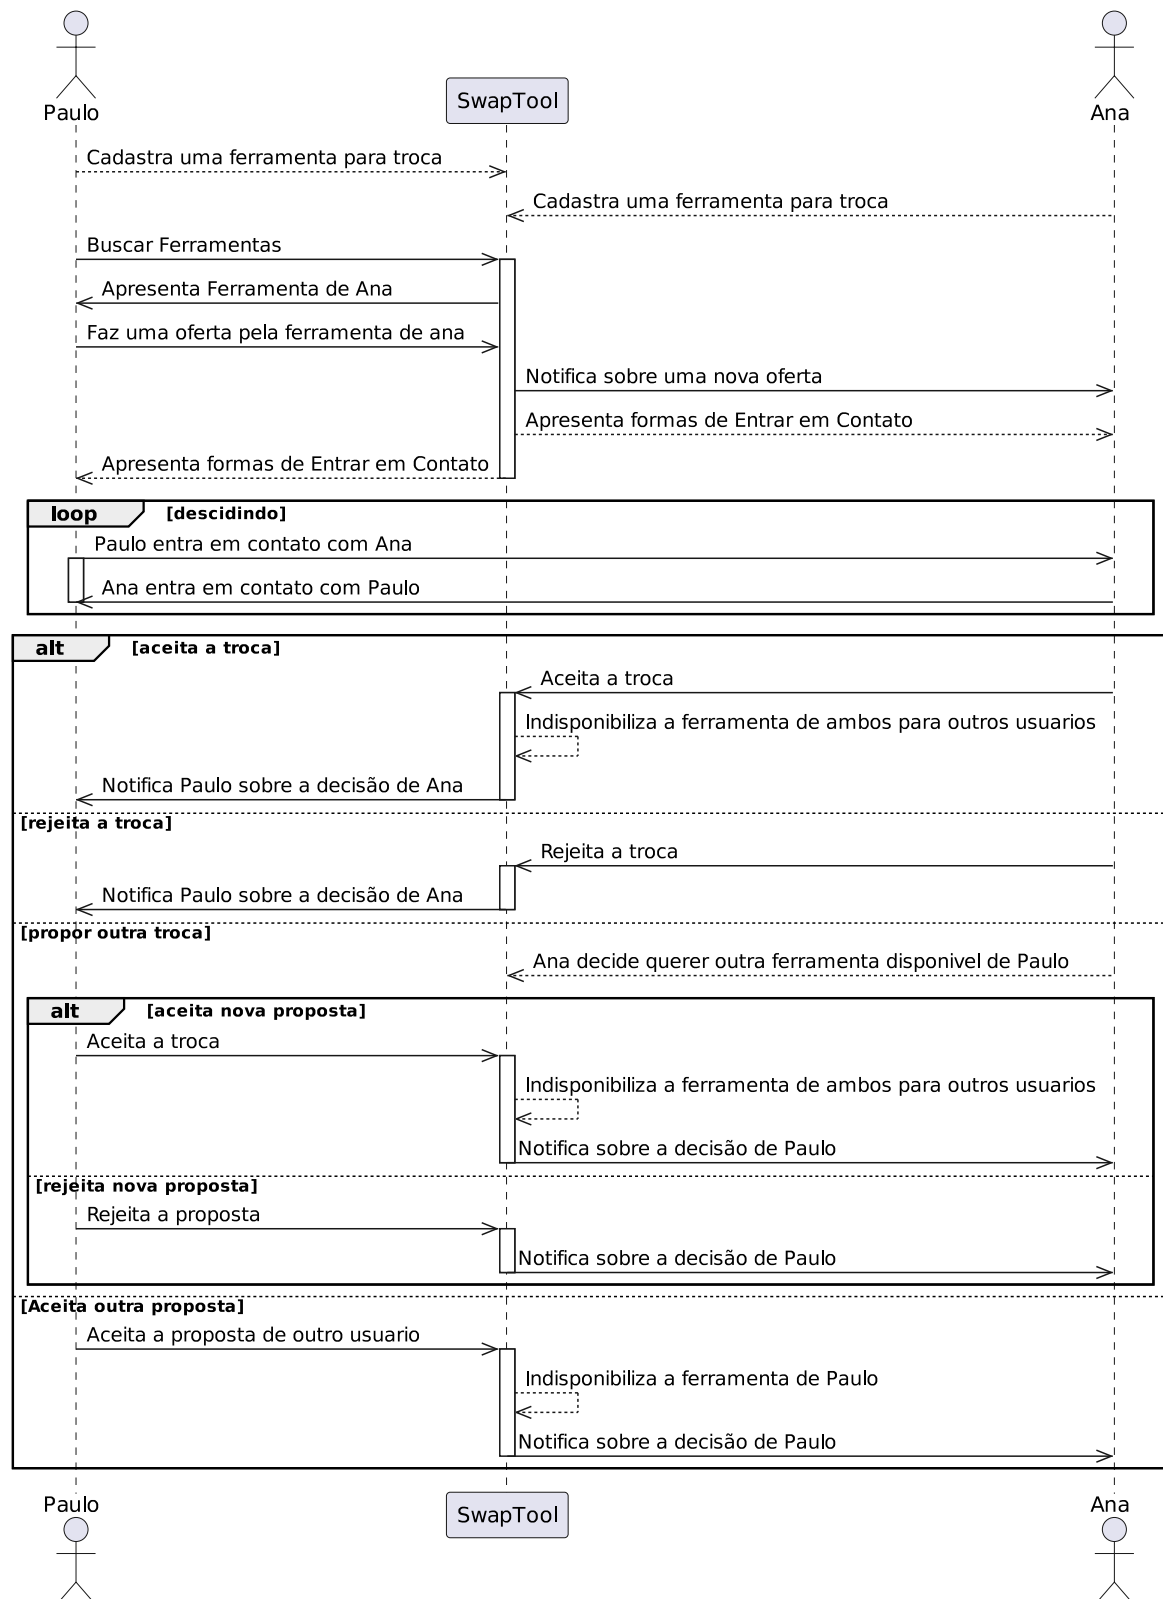 Paulo
SwapTool
Ana
Cadastra uma ferramenta para troca
Cadastra uma ferramenta para troca
Buscar Ferramentas
Apresenta Ferramenta de Ana
Faz uma oferta pela ferramenta de ana
Notifica sobre uma nova oferta
Apresenta formas de Entrar em Contato
Apresenta formas de Entrar em Contato
loop [descidindo]
Paulo entra em contato com Ana
Ana entra em contato com Paulo
alt [aceita a troca]
Aceita a troca
Indisponibiliza a ferramenta de ambos para outros usuarios
Notifica Paulo sobre a decisão de Ana
[rejeita a troca]
Rejeita a troca
Notifica Paulo sobre a decisão de Ana
[propor outra troca]
Ana decide querer outra ferramenta disponivel de Paulo
alt [aceita nova proposta]
Aceita a troca
Indisponibiliza a ferramenta de ambos para outros usuarios
Notifica sobre a decisão de Paulo
[rejeita nova proposta]
Rejeita a proposta
Notifica sobre a decisão de Paulo
[Aceita outra proposta]
Aceita a proposta de outro usuario
Indisponibiliza a ferramenta de Paulo
Notifica sobre a decisão de Paulo
Paulo
SwapTool
Ana